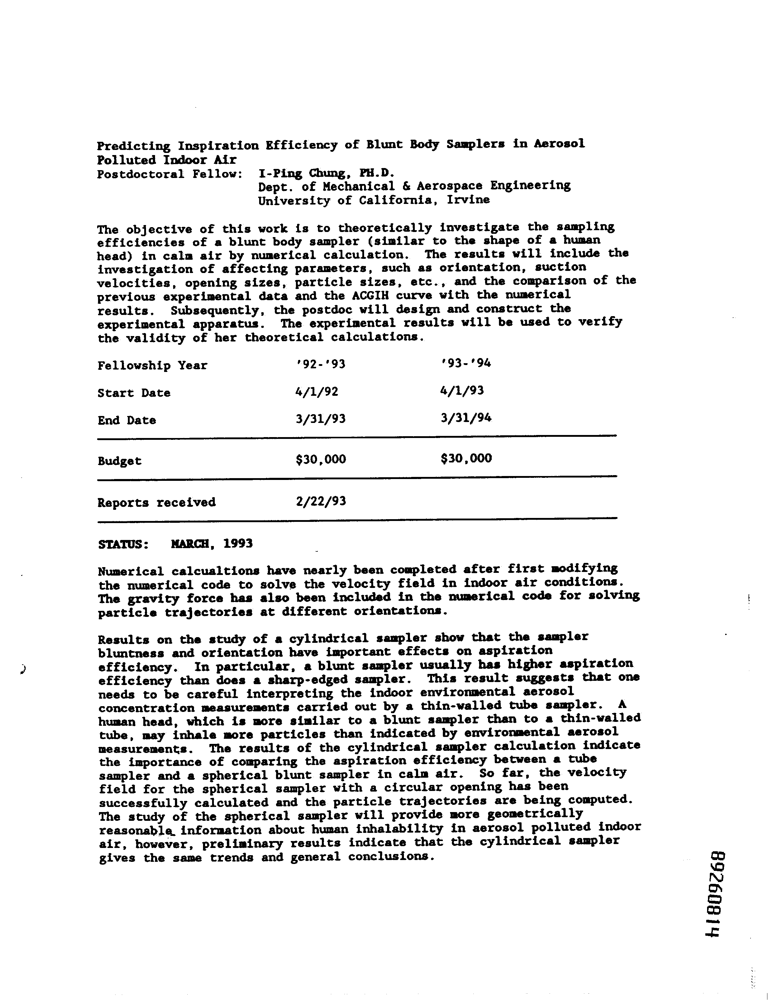 Predicting Inspiration Efficiency of Blunt Body Samplers in Aerosol
Polluted Indoor Air
Postdoctoral Fellow: I-Ping Chung, PH.D.
Dept. of Mechanical & Aerospace Engineering
University of California, Irvine
The objective of this work is to theoretically investigate the sampling
efficiencies of a blunt body sampler (similar to the shape of a human
head) in calm air by numerical calculation. The results will include the
investigation of affecting parameters, such as orientation, suction
velocities, opening sizes, particle sizes, etc., and the comparison of the
previous experimental data and the ACGIH curve with the numerical
results. Subsequently, the postdoc will design and construct the
experimental apparatus. The experimental results will be used to verify
the validity of her theoretical calculations.
Fellowship Year '92-'93 '93-'94
Start Date 4/1/92 4/1/93
End Date 3/31/93 3/31/94
Budget $30,000 $30,000
Reports received 2/22/93
STATUS: MARCH, 1993
Numerical calcualtions have nearly been completed after first modifying
the numerical code to solve the velocity field in indoor air conditions.
The gravity force has also been included in the numerical code for solving
particle trajectories at different orientations.
Results on the study of a cylindrical sampler show that the sampler
bluntness and orientation have important effects on aspiration
efficiency. In particular, a blunt sampler usually has higher aspiration
efficiency than does a sharp-edged sampler. This result suggests that one
needs to be careful interpreting the indoor environmental aerosol
concentration measurements carried out by a thin-walled tube sampler. A
human head, which is more similar to a blunt sampler than to a thin-walled
tube, may inhale more particles than indicated by environmental aerosol
measurements. The results of the cylindrical sampler calculation indicate
the importance of comparing the aspiration efficiency between a tube
sampler and a spherical blunt sampler in calm air. So far, the velocity
field for the spherical sampler with a circular opening has been
successfully calculated and the particle trajectories are being computed.
The study of the spherical sampler will provide more geometrically
reasonable information about human inhalability in aerosol polluted indoor
air, however, preliminary results indicate that the cylindrical sampler
gives the same trends and general conclusions.
89260814